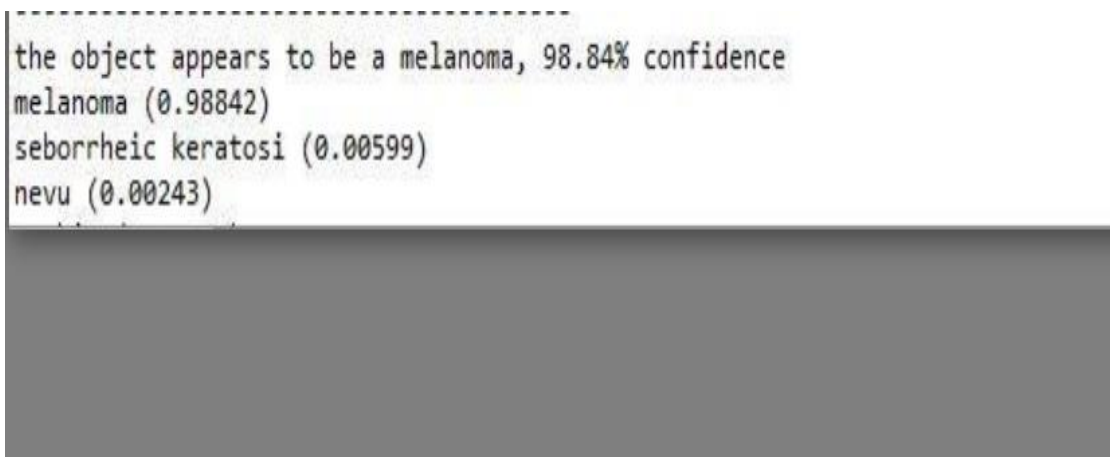 the object appears to be a melanoma, 98.84% confidence
melanoma (0.98842)
seborrheic keratosi (0.00599)
nevu (0.00243)